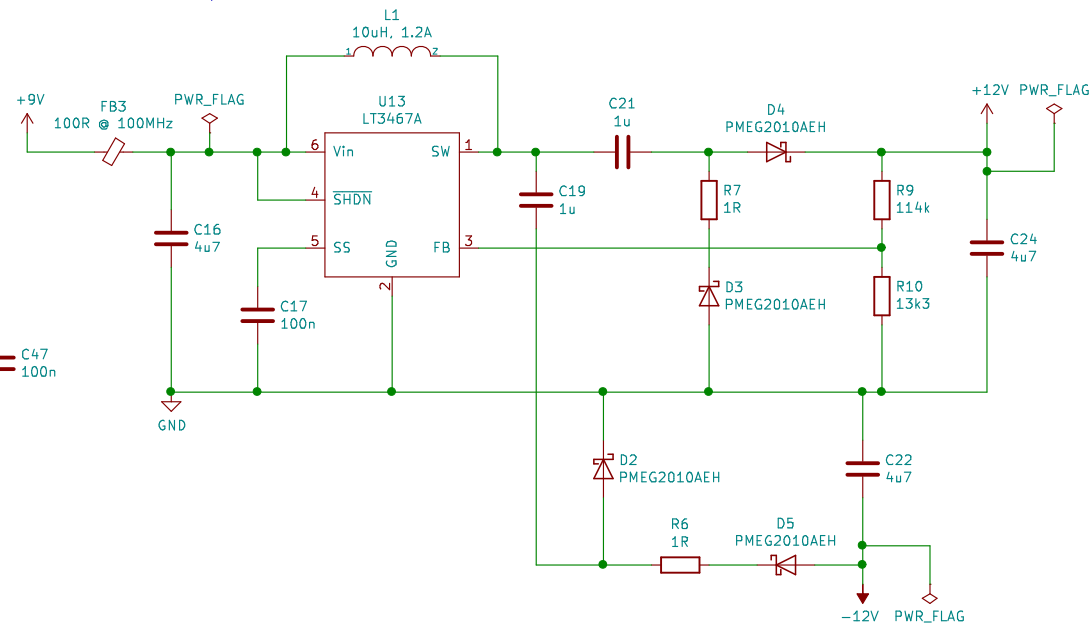 L1
10uH, 1.2A
1
2
+9V
FB3
100R @ 100MHz
PWR_FLAG
U13
LT3467A
C21
1u
D4
PMEG2010AEH
+12V
PWR_FLAG
6
Vin
SW
1
4
SHDN
C19
1u
R7
1R
R9
114k
C16
4u7
5
SS
GND
FB
3
2
C24
4u7
D3
PMEG2010AEH
R10
13k3
C17
100n
C47
100n
GND
D2
PMEG2010AEH
C22
4u7
R6
1R
D5
PMEG2010AEH
-12V
PWR_FLAG